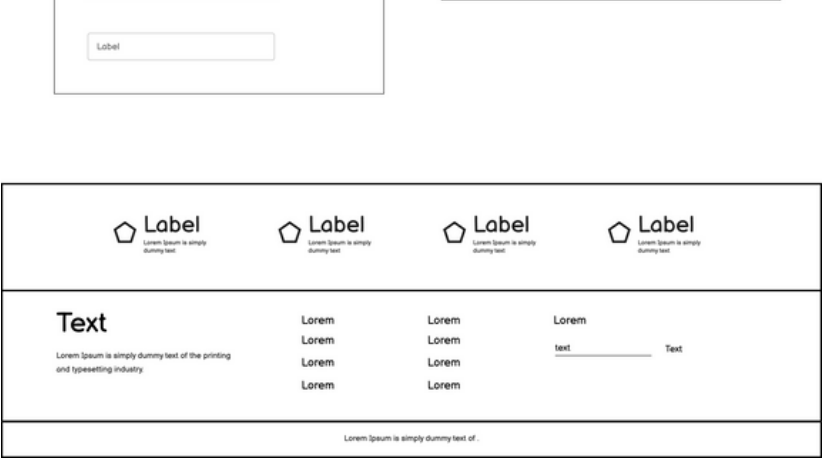 Label
Label
Label
Label
Label
Lorem Ipsum is simply
dummy text
Lorem Ipsum is simply
dummy text
Lorem Ipsum is simply
dummy text
Lorem Ipsum is simply
dummy text
Text
Lorem Ipsum is simply dummy text of the printing
and typesetting industry.
Lorem
Lorem
Lorem
Lorem
Lorem
Lorem
Lorem
Lorem
Lorem
text
Text
Lorem Ipsum is simply dummy text of .